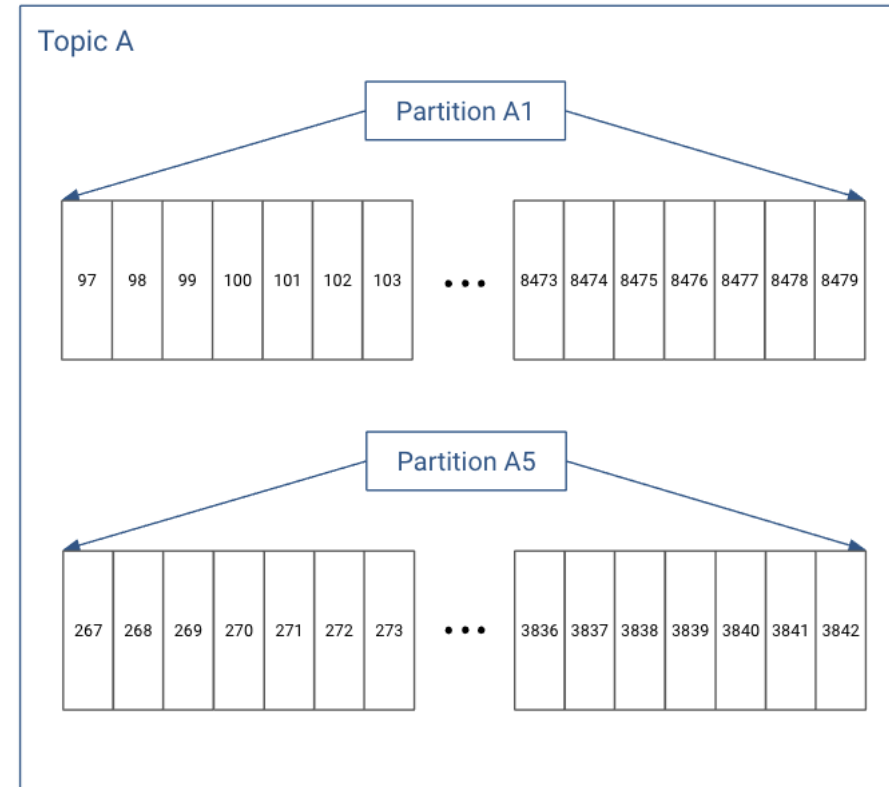 Topic A
Partition A1
97 98 99 100 101 102 103 ••• 8473 8474 8475 8476 8477 8478 8479
Partition A5
267 268 269 270 271 272 273 ••• 3836 3837 3838 3839 3840 3841 3842